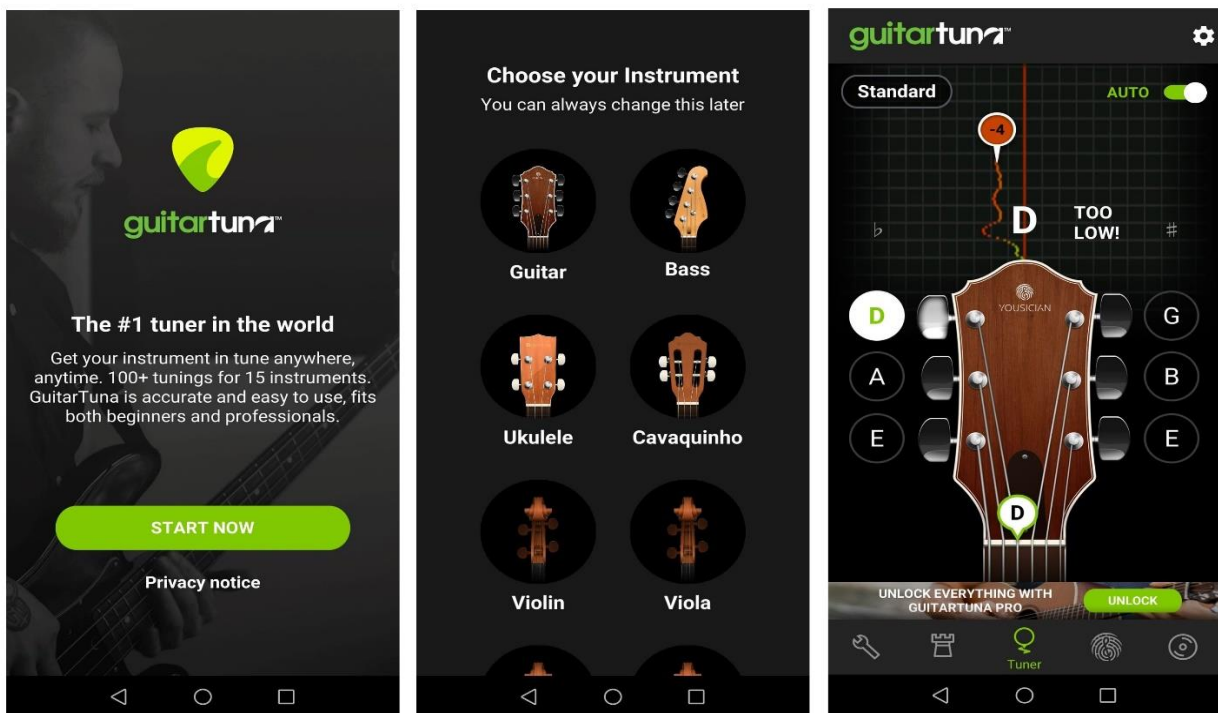 guitartuna™
The #1 tuner in the world
Get your instrument in tune anywhere,
anytime. 100+ tunings for 15 instruments.
GuitarTuna is accurate and easy to use, fits
both beginners and professionals.
START NOW
Privacy notice
Choose your Instrument
You can always change this later
Guitar
Bass
Ukulele
Cavaquinho
Violin
Viola
guitartuna™
Standard
AUTO
-4
D
TOO
LOW!
♭
♯
YOUSICIAN
D
G
A
B
E
E
D
UNLOCK EVERYTHING WITH
GUITARTUNA PRO
UNLOCK
Tuner